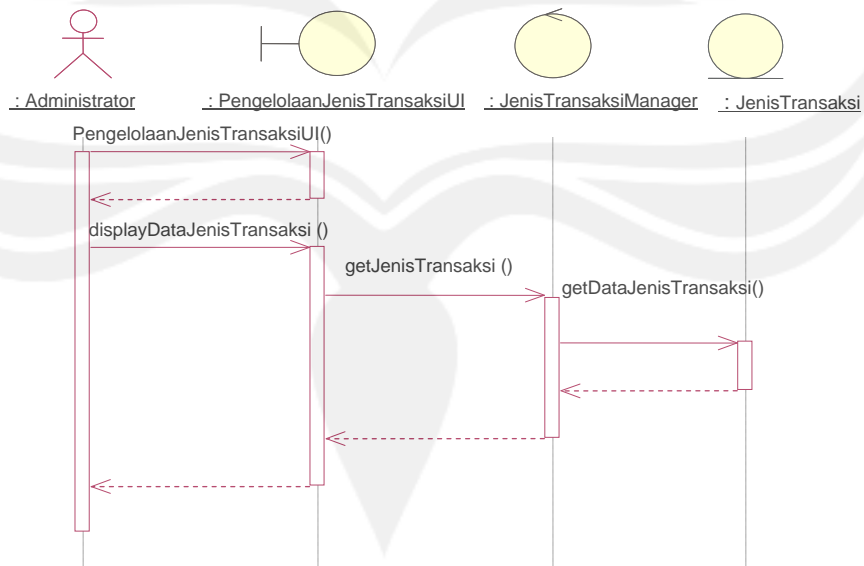 : Administrator
: PengelolaanJenisTransaksiUI
: JenisTransaksiManager
: JenisTransaksi
PengelolaanJenisTransaksiUI()
displayDataJenisTransaksi ()
getJenisTransaksi ()
getDataJenisTransaksi()